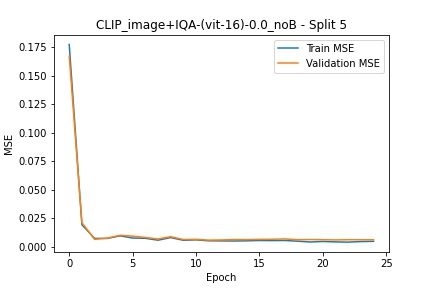 CLIP_image+IQA-(vit-16)-0.0_noB - Split 5
Train MSE
Validation MSE
0.175
0.150
0.125
0.100
0.075
0.050
0.025
0.000
MSE
0 5 10 15 20 25
Epoch